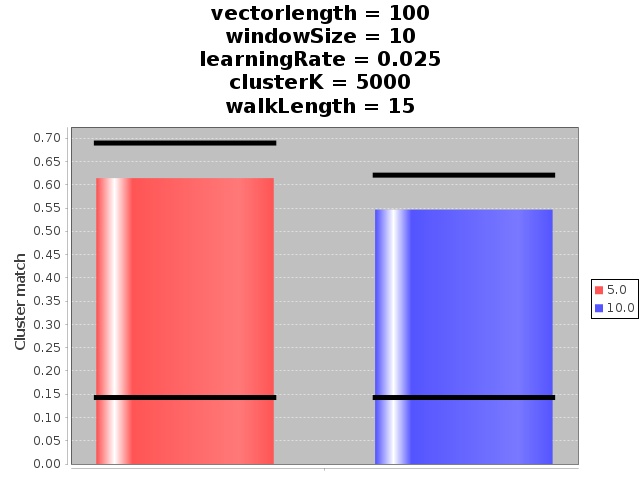 vectorlength = 100
windowSize = 10
learningRate = 0.025
clusterK = 5000
walkLength = 15
0.70
0.65
0.60
0.55
0.50
0.45
0.40
0.35
0.30
0.25
0.20
0.15
0.10
0.05
0.00
Cluster match
5.0
10.0